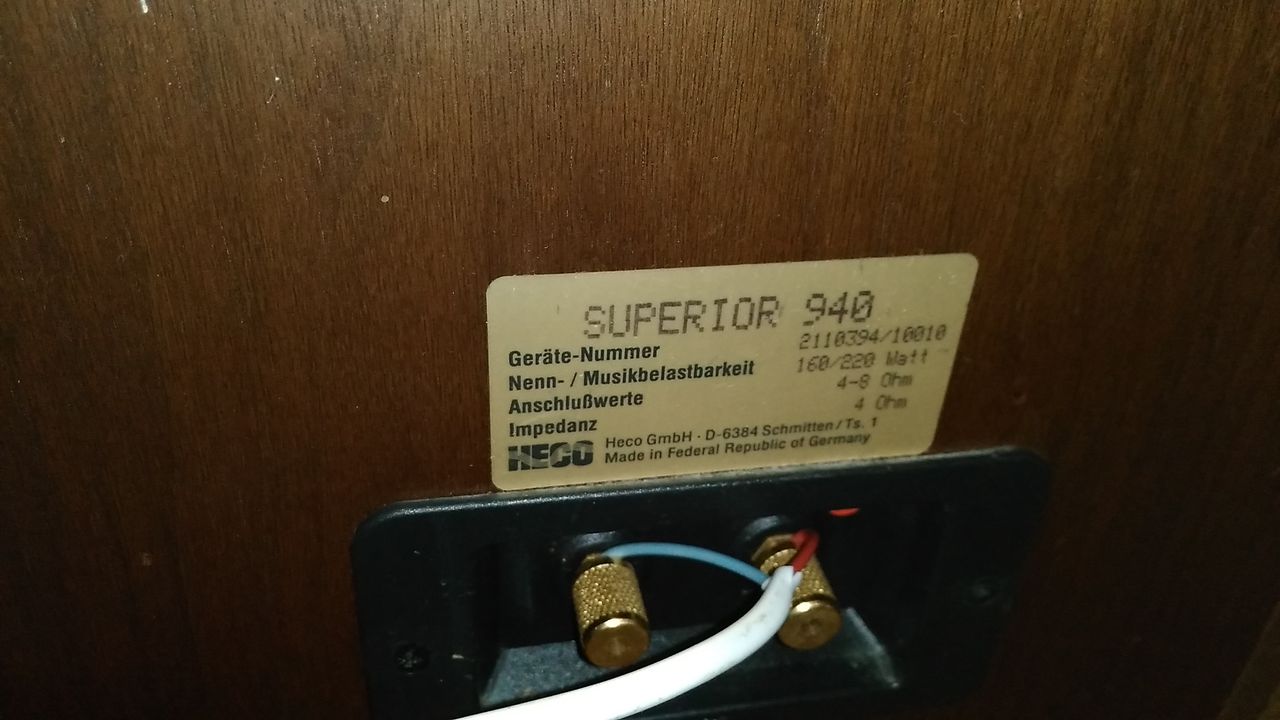 SUPERIOR 940
Geräte-Nummer 2110394/10010
Nenn- / Musikbelastbarkeit 160/220 Watt
Anschlußwerte 4-8 Ohm
Impedanz 4 Ohm
HECO Heco GmbH · D-6384 Schmitten / Ts. 1
Made in Federal Republic of Germany